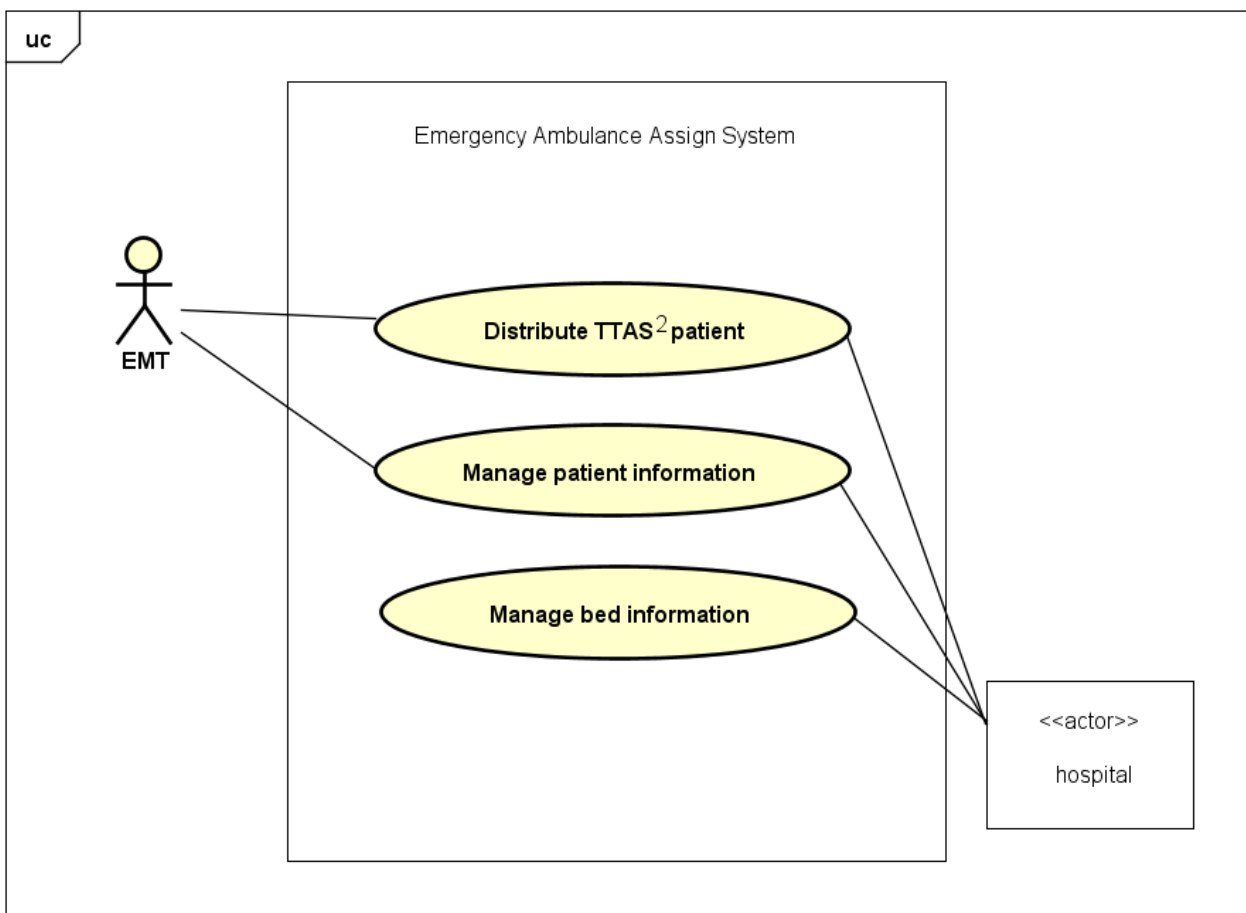 uc
Emergency Ambulance Assign System
EMT
Distribute TTAS² patient
Manage patient information
Manage bed information
<<actor>>
hospital